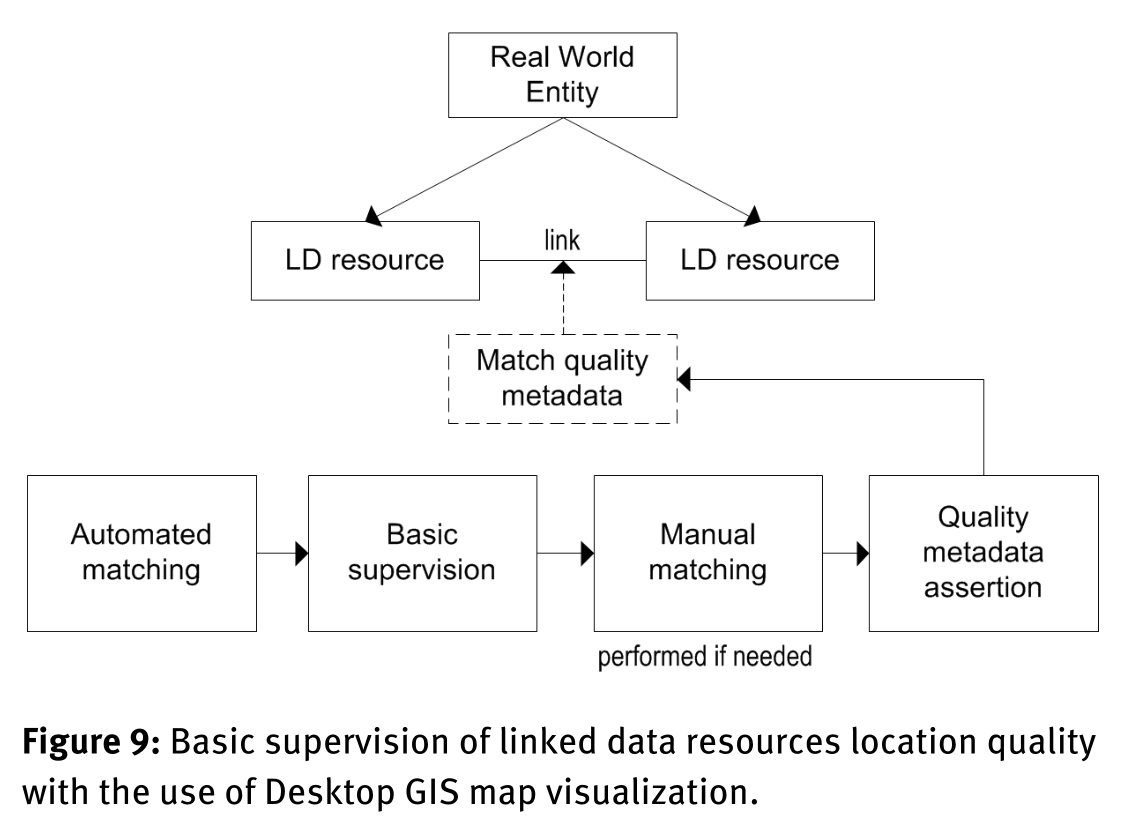 Real World
Entity
LD resource
link
LD resource
Match quality
metadata
Automated
matching
Basic
supervision
Manual
matching
Quality
metadata
assertion
performed if needed
Figure 9: Basic supervision of linked data resources location quality
with the use of Desktop GIS map visualization.